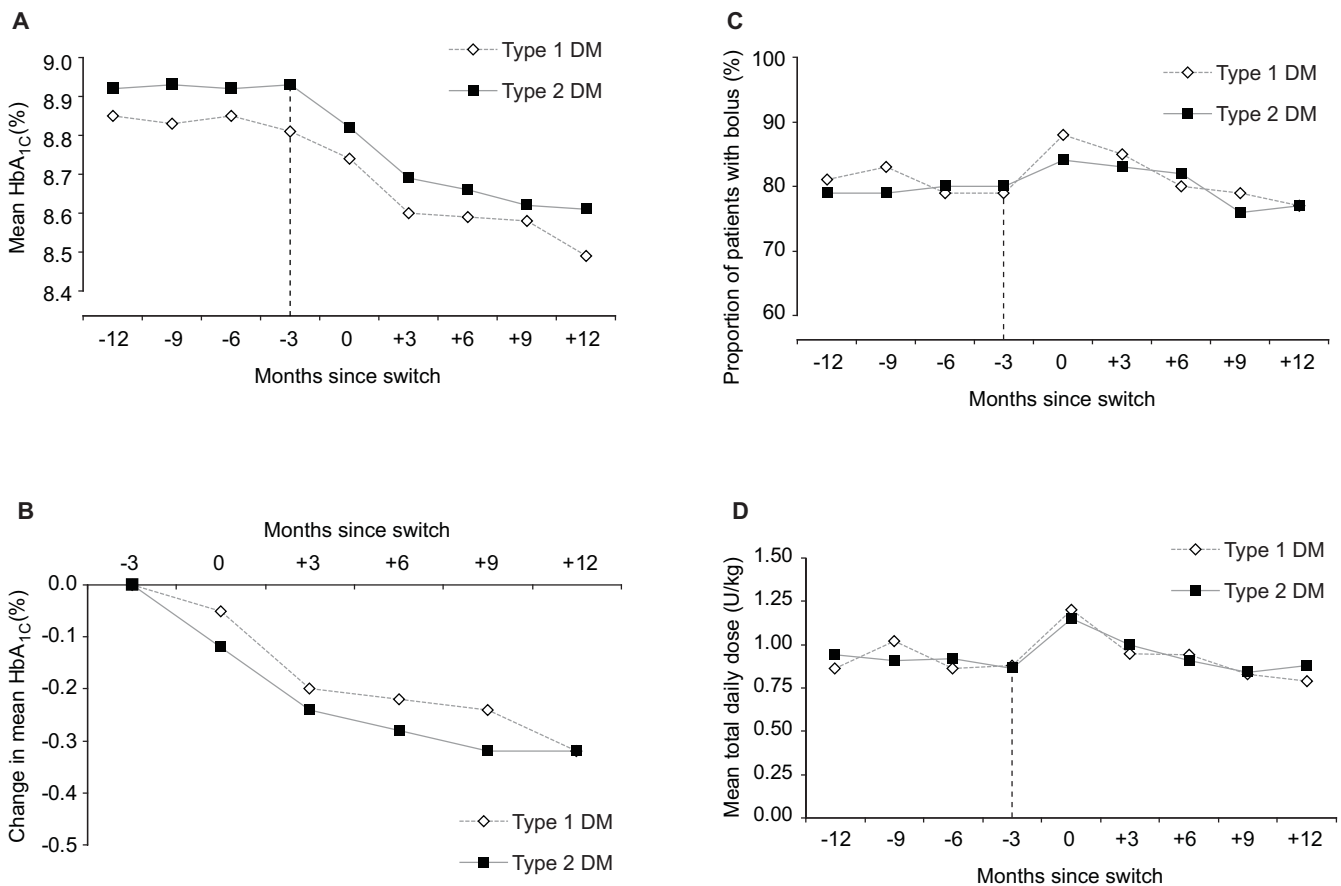 A
Type 1 DM
Type 2 DM
Mean HbA1C(%)
9.0
8.9
8.8
8.7
8.6
8.5
8.4
-12 -9 -6 -3 0 +3 +6 +9 +12
Months since switch
C
Type 1 DM
Type 2 DM
Proportion of patients with bolus (%)
100
90
80
70
60
-12 -9 -6 -3 0 +3 +6 +9 +12
Months since switch
B
Months since switch
-3 0 +3 +6 +9 +12
Change in mean HbA1C(%)
0.0
-0.1
-0.2
-0.3
-0.4
-0.5
Type 1 DM
Type 2 DM
D
Type 1 DM
Type 2 DM
Mean total daily dose (U/kg)
1.50
1.25
1.00
0.75
0.50
0.25
0.00
-12 -9 -6 -3 0 +3 +6 +9 +12
Months since switch